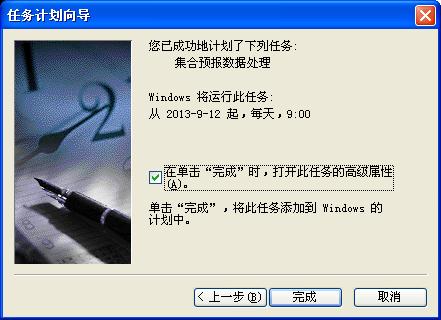 任务计划向导
您已成功地计划了下列任务:
集合预报数据处理
Windows 将运行此任务:
从 2013-9-12 起，每天，9:00
在单击“完成”时，打开此任务的高级属性
(A)。
单击“完成”，将此任务添加到 Windows 的
计划中。
< 上一步(B)
完成
取消